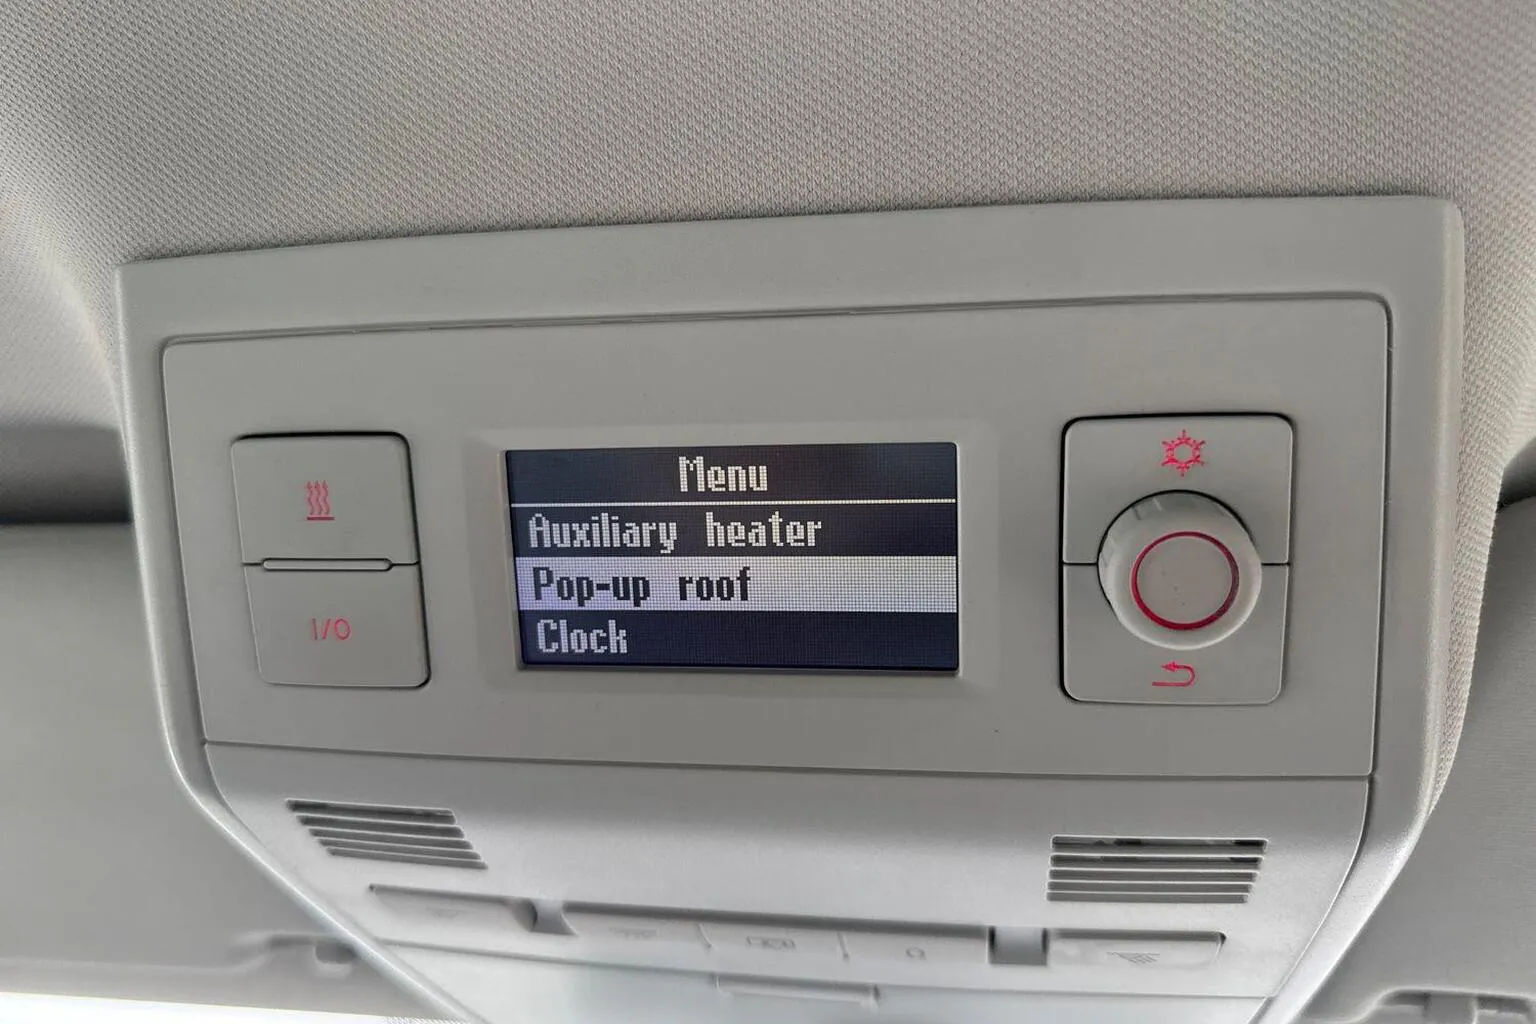 Menu
Auxiliary heater
Pop-up roof
Clock
I/O